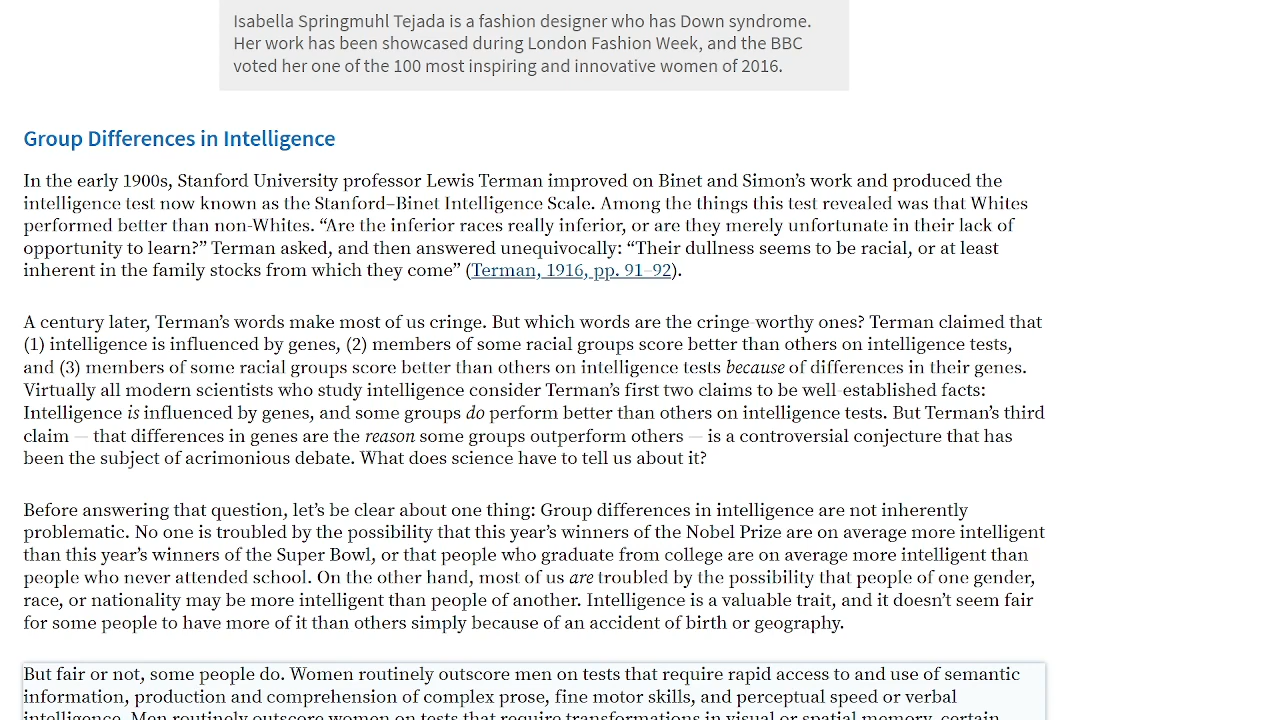 Isabella Springmuhl Tejada is a fashion designer who has Down syndrome.
Her work has been showcased during London Fashion Week, and the BBC
voted her one of the 100 most inspiring and innovative women of 2016.
Group Differences in Intelligence
In the early 1900s, Stanford University professor Lewis Terman improved on Binet and Simon’s work and produced the
intelligence test now known as the Stanford–Binet Intelligence Scale. Among the things this test revealed was that Whites
performed better than non-Whites. “Are the inferior races really inferior, or are they merely unfortunate in their lack of
opportunity to learn?” Terman asked, and then answered unequivocally: “Their dullness seems to be racial, or at least
inherent in the family stocks from which they come” (Terman, 1916, pp. 91–92).
A century later, Terman’s words make most of us cringe. But which words are the cringe-worthy ones? Terman claimed that
(1) intelligence is influenced by genes, (2) members of some racial groups score better than others on intelligence tests,
and (3) members of some racial groups score better than others on intelligence tests because of differences in their genes.
Virtually all modern scientists who study intelligence consider Terman’s first two claims to be well-established facts:
Intelligence is influenced by genes, and some groups do perform better than others on intelligence tests. But Terman’s third
claim — that differences in genes are the reason some groups outperform others — is a controversial conjecture that has
been the subject of acrimonious debate. What does science have to tell us about it?
Before answering that question, let’s be clear about one thing: Group differences in intelligence are not inherently
problematic. No one is troubled by the possibility that this year’s winners of the Nobel Prize are on average more intelligent
than this year’s winners of the Super Bowl, or that people who graduate from college are on average more intelligent than
people who never attended school. On the other hand, most of us are troubled by the possibility that people of one gender,
race, or nationality may be more intelligent than people of another. Intelligence is a valuable trait, and it doesn’t seem fair
for some people to have more of it than others simply because of an accident of birth or geography.
But fair or not, some people do. Women routinely outscore men on tests that require rapid access to and use of semantic
information, production and comprehension of complex prose, fine motor skills, and perceptual speed or verbal
intelligence. Men routinely outscore women on tests that require transformations in visual or spatial memory, certain